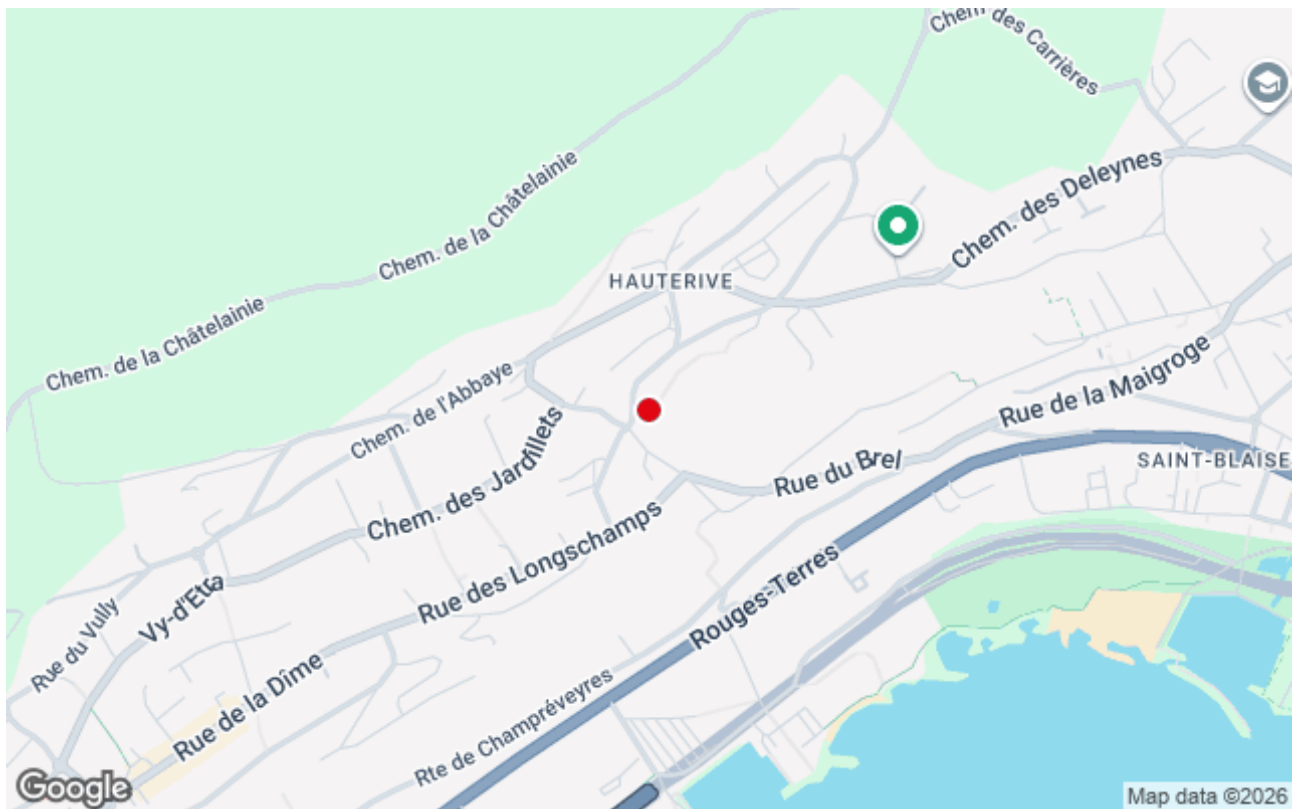 Chem. des Carrières
Chem. des Deleynes
Chem. de la Châtelainie
HAUTERIVE
Chem. de la Châtelainie
Chem. de l'Abbaye
Rue de la Maigroge
Chem. des Jardillets
Rue du Brel
SAINT-BLAISE
Rue des Longschamps
Rouges-Terres
Vy-d'Etra
Rue du Vully
Rue de la Dîme
Rte de Champréveyres
Google
Map data ©2026